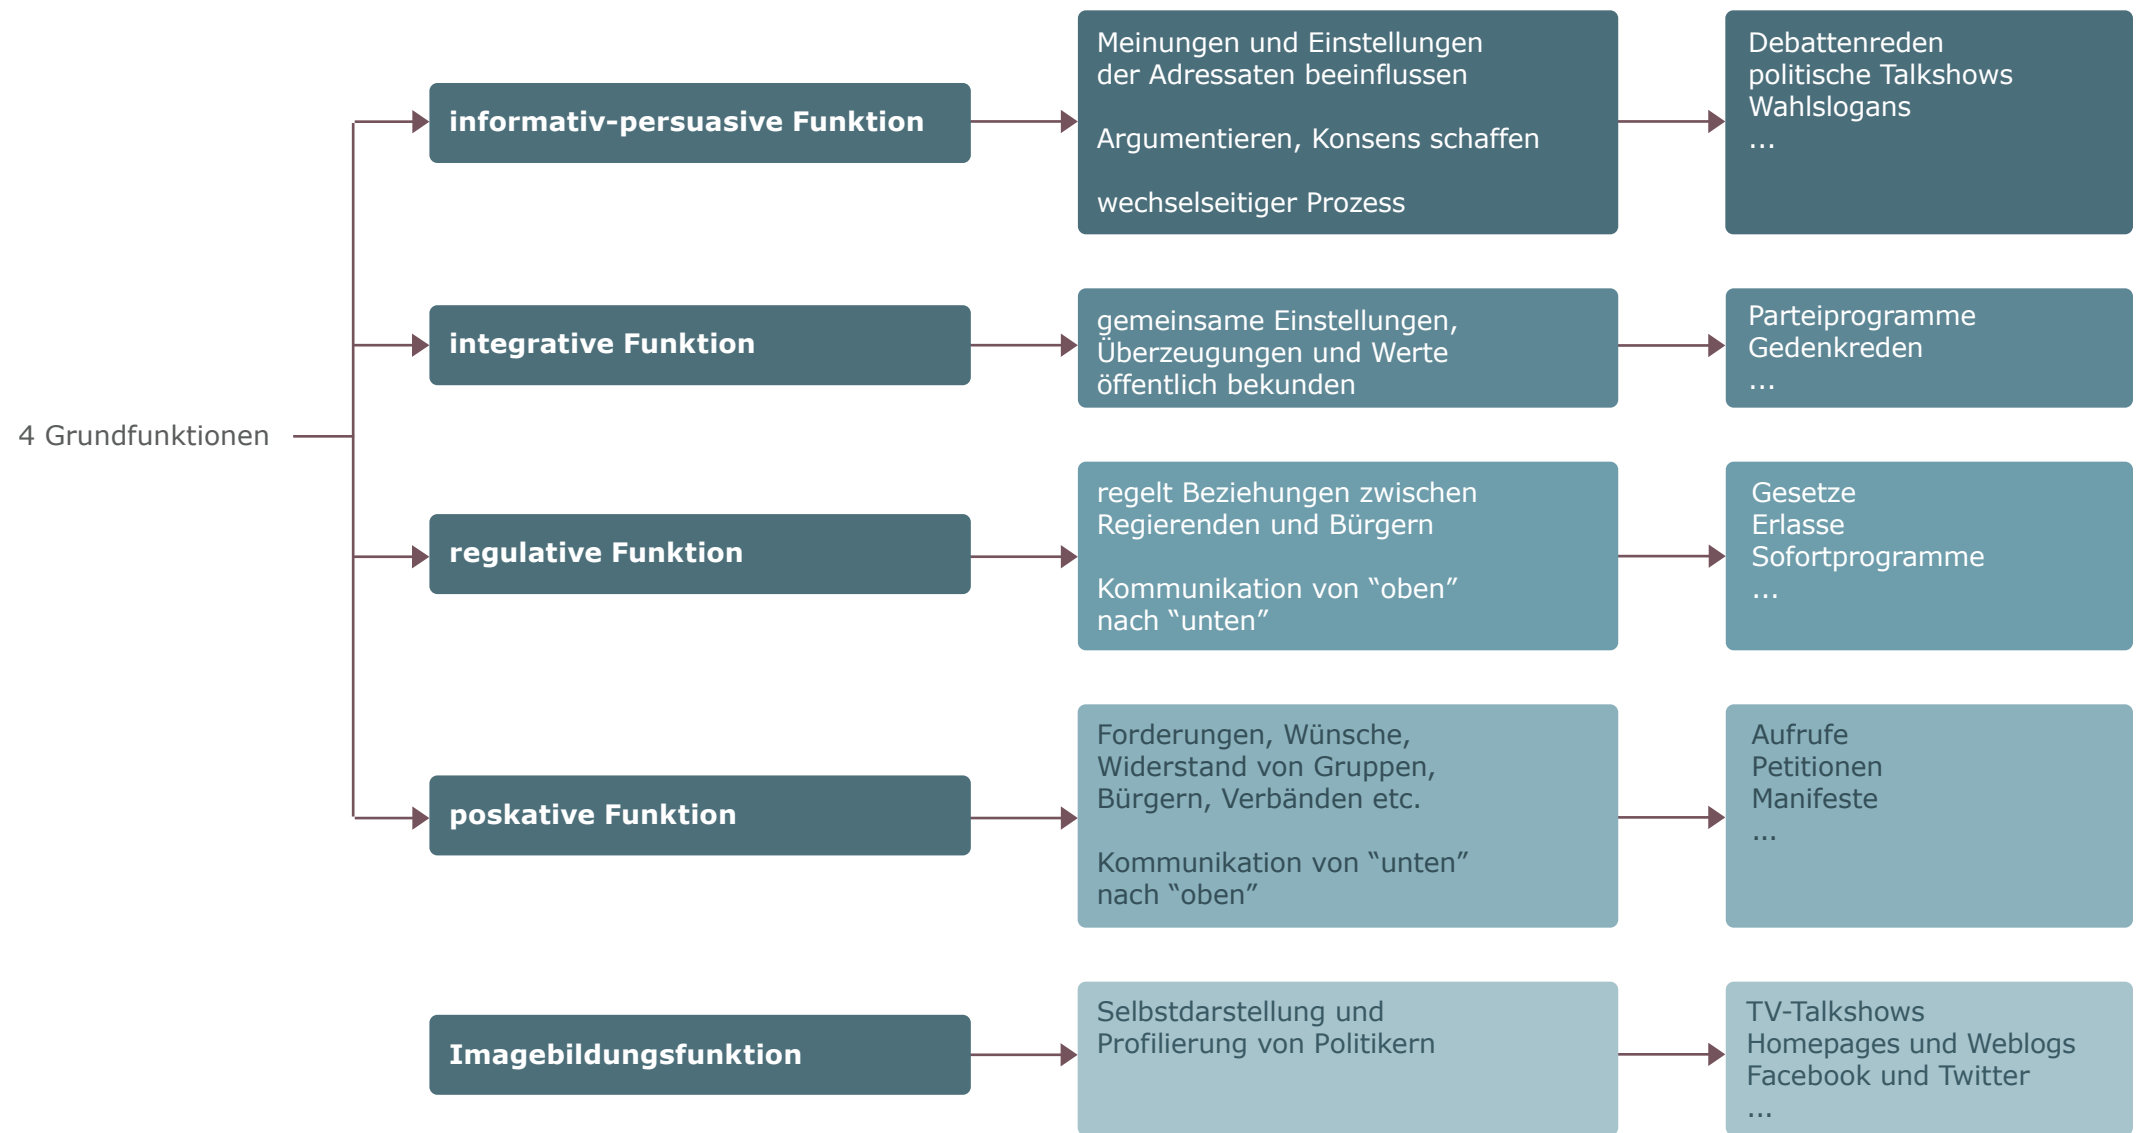 4 Grundfunktionen
informativ-persuasive Funktion
Meinungen und Einstellungen
der Adressaten beeinflussen
Argumentieren, Konsens schaffen
wechselseitiger Prozess
Debattenreden
politische Talkshows
Wahlslogans
...
integrative Funktion
gemeinsame Einstellungen,
Überzeugungen und Werte
öffentlich bekunden
Parteiprogramme
Gedenkreden
...
regulative Funktion
regelt Beziehungen zwischen
Regierenden und Bürgern
Kommunikation von “oben”
nach “unten”
Gesetze
Erlasse
Sofortprogramme
...
poskative Funktion
Forderungen, Wünsche,
Widerstand von Gruppen,
Bürgern, Verbänden etc.
Kommunikation von “unten”
nach “oben”
Aufrufe
Petitionen
Manifeste
...
Imagebildungsfunktion
Selbstdarstellung und
Profilierung von Politikern
TV-Talkshows
Homepages und Weblogs
Facebook und Twitter
...